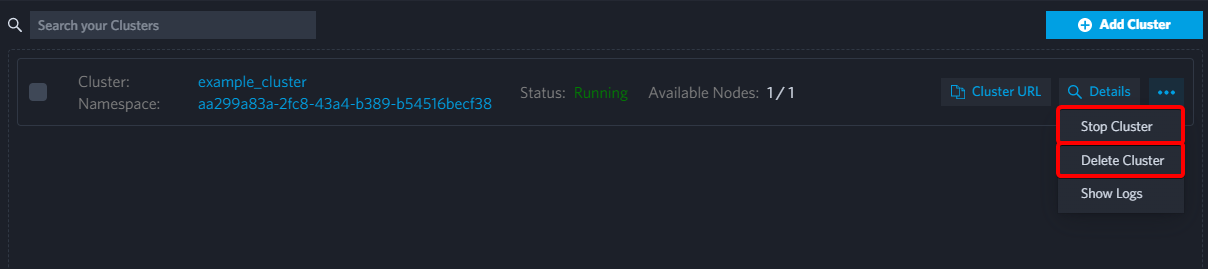 Search your Clusters
Add Cluster
Cluster: example_cluster
Namespace: aa299a83a-2fc8-43a4-b389-b54516becf38
Status: Running
Available Nodes: 1 / 1
Cluster URL
Details
Stop Cluster
Delete Cluster
Show Logs